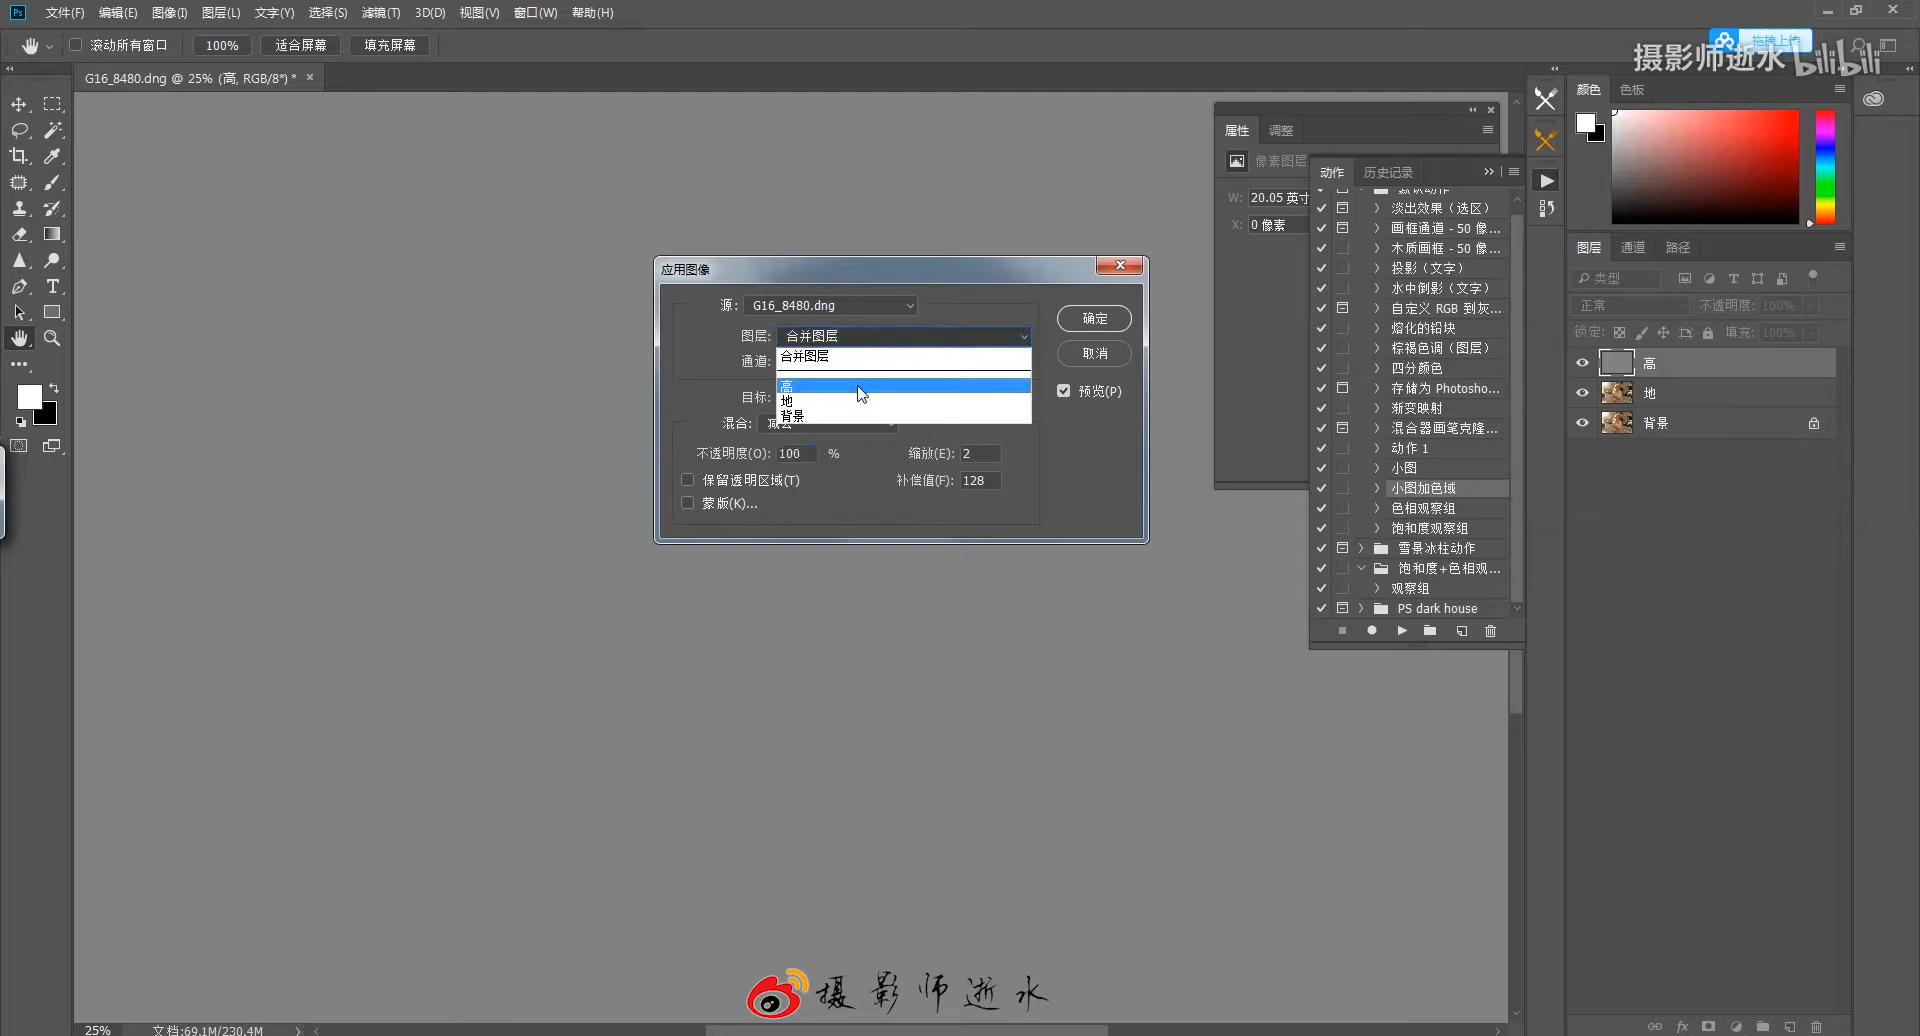 Ps 文件(F) 编辑(E) 图像(I) 图层(L) 文字(Y) 选择(S) 滤镜(T) 3D(D) 视图(V) 窗口(W) 帮助(H)
滚动所有窗口 100% 适合屏幕 填充屏幕
拖拽上传
摄影师逝水 bilibili
G16_8480.dng @ 25% (高, RGB/8*) * ×
属性 调整
像素图层
W: 20.05 英寸
X: 0 像素
动作 历史记录
默认动作
淡出效果（选区）
画框通道 - 50 像...
木质画框 - 50 像...
投影（文字）
水中倒影（文字）
自定义 RGB 到灰...
熔化的铅块
棕褐色调（图层）
四分颜色
存储为 Photosho...
渐变映射
混合器画笔克隆...
动作 1
小图
小图加色域
色相观察组
饱和度观察组
雪景冰柱动作
饱和度+色相观...
观察组
PS dark house
应用图像
源: G16_8480.dng
图层: 合并图层
合并图层
高
地
背景
通道:
目标:
混合: 减去
不透明度(O): 100 %
缩放(E): 2
保留透明区域(T)
补偿值(F): 128
蒙版(K)...
确定
取消
预览(P)
颜色 色板
图层 通道 路径
类型
正常 不透明度: 100%
锁定: 填充: 100%
高
地
背景
fx
摄影师逝水
25% 文档:69.1M/230.4M